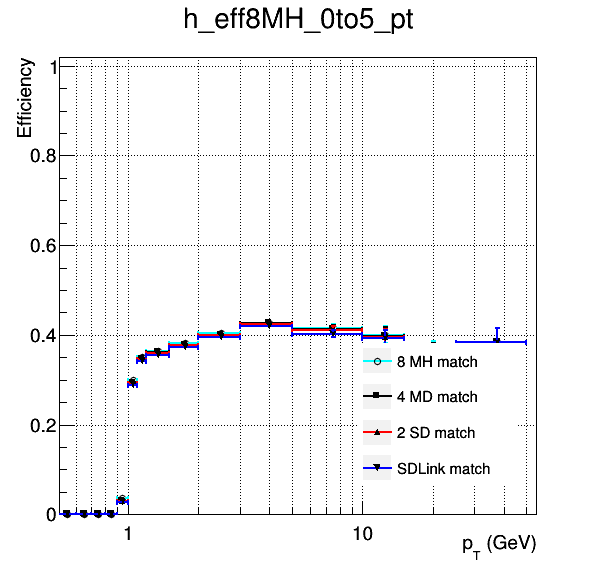 h_eff8MH_0to5_pt
Efficiency
1
0.8
0.6
0.4
0.2
0
8 MH match
4 MD match
2 SD match
SDLink match
1
10
p_T (GeV)